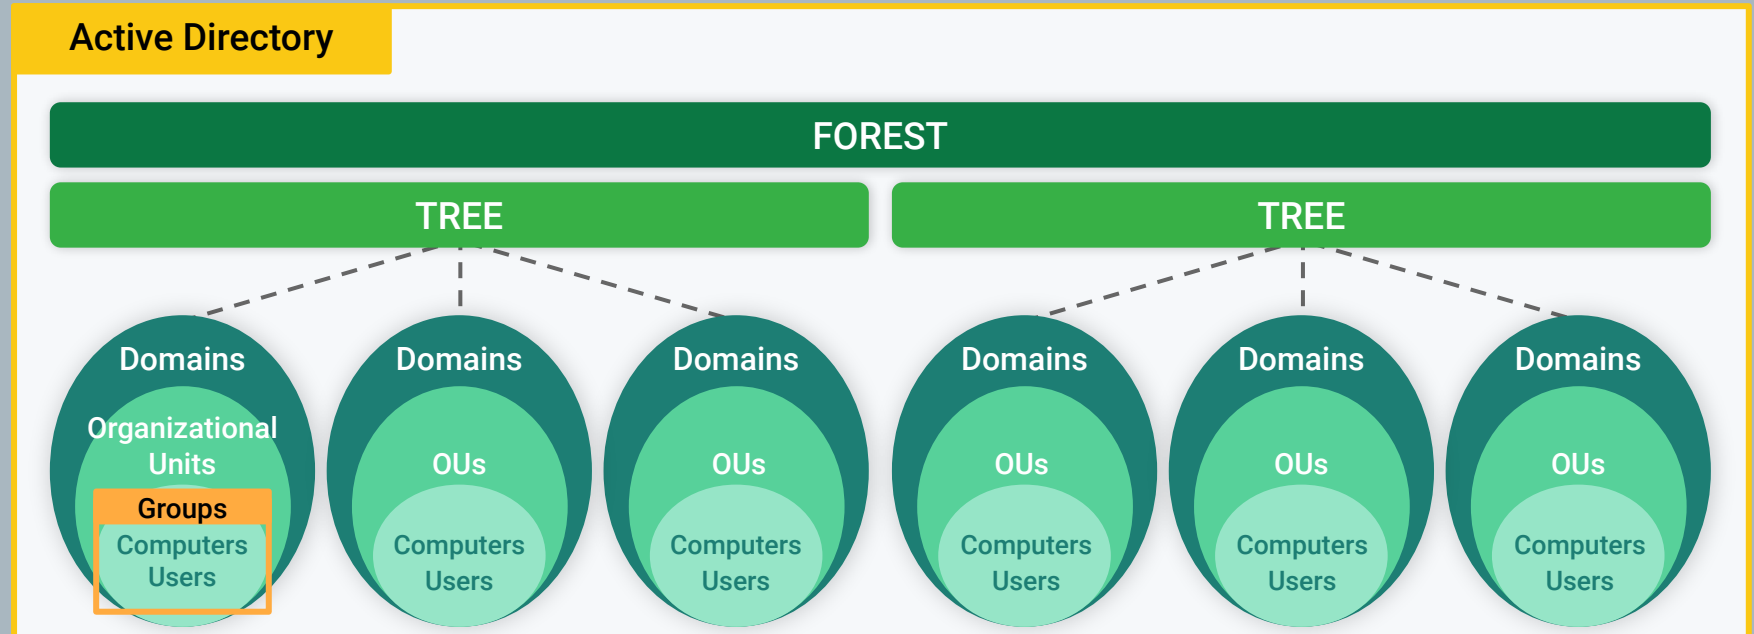 Active Directory
FOREST
TREE
TREE
Domains
Organizational
Units
Groups
Computers
Users
Domains
OUs
Computers
Users
Domains
OUs
Computers
Users
Domains
OUs
Computers
Users
Domains
OUs
Computers
Users
Domains
OUs
Computers
Users